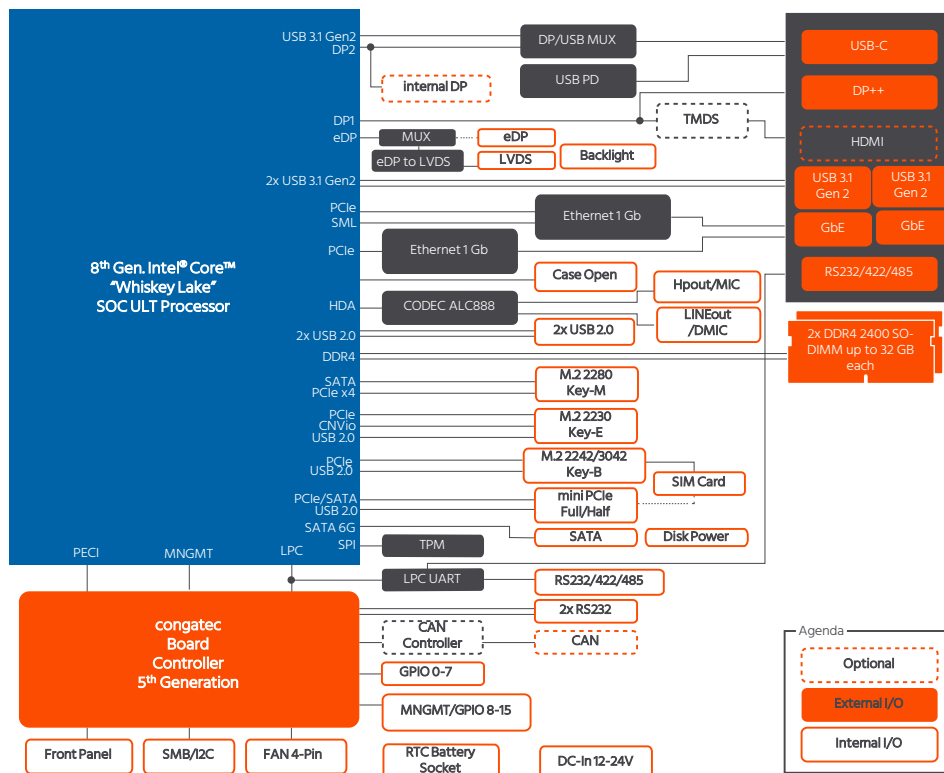 USB 3.1 Gen2
DP2
DP/USB MUX
USB-C
USB PD
internal DP
DP++
DP1
TMDS
eDP
MUX
eDP
HDMI
eDP to LVDS
LVDS
Backlight
2x USB 3.1 Gen2
USB 3.1
Gen 2
USB 3.1
Gen 2
PCIe
SML
Ethernet 1 Gb
GbE
GbE
PCIe
Ethernet 1 Gb
8th Gen. Intel® Core™
“Whiskey Lake”
SOC ULT Processor
Case Open
RS232/422/485
Hpout/MIC
HDA
CODEC ALC888
LINEout
/DMIC
2x USB 2.0
2x USB 2.0
2x DDR4 2400 SO-
DIMM up to 32 GB
each
DDR4
SATA
PCIe x4
M.2 2280
Key-M
PCIe
CNVio
USB 2.0
M.2 2230
Key-E
PCIe
USB 2.0
M.2 2242/3042
Key-B
SIM Card
PCIe/SATA
USB 2.0
mini PCIe
Full/Half
SATA 6G
SATA
Disk Power
SPI
TPM
PECI
MNGMT
LPC
LPC UART
RS232/422/485
2x RS232
congatec
Board
Controller
5th Generation
CAN
Controller
CAN
GPIO 0-7
MNGMT/GPIO 8-15
Front Panel
SMB/I2C
FAN 4-Pin
RTC Battery
Socket
DC-In 12-24V
Agenda
Optional
External I/O
Internal I/O